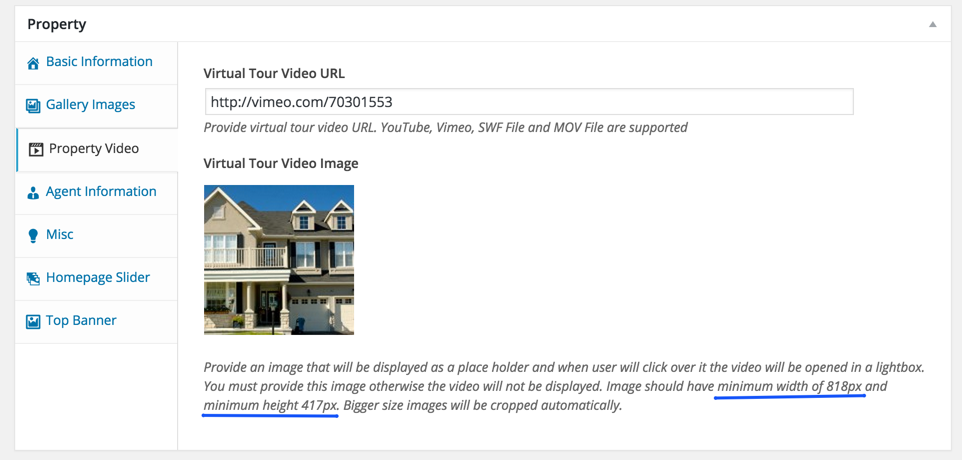 Property
Basic Information
Gallery Images
Property Video
Agent Information
Misc
Homepage Slider
Top Banner
Virtual Tour Video URL
http://vimeo.com/70301553
Provide virtual tour video URL. YouTube, Vimeo, SWF File and MOV File are supported
Virtual Tour Video Image
Provide an image that will be displayed as a place holder and when user will click over it the video will be opened in a lightbox.
You must provide this image otherwise the video will not be displayed. Image should have minimum width of 818px and
minimum height 417px. Bigger size images will be cropped automatically.